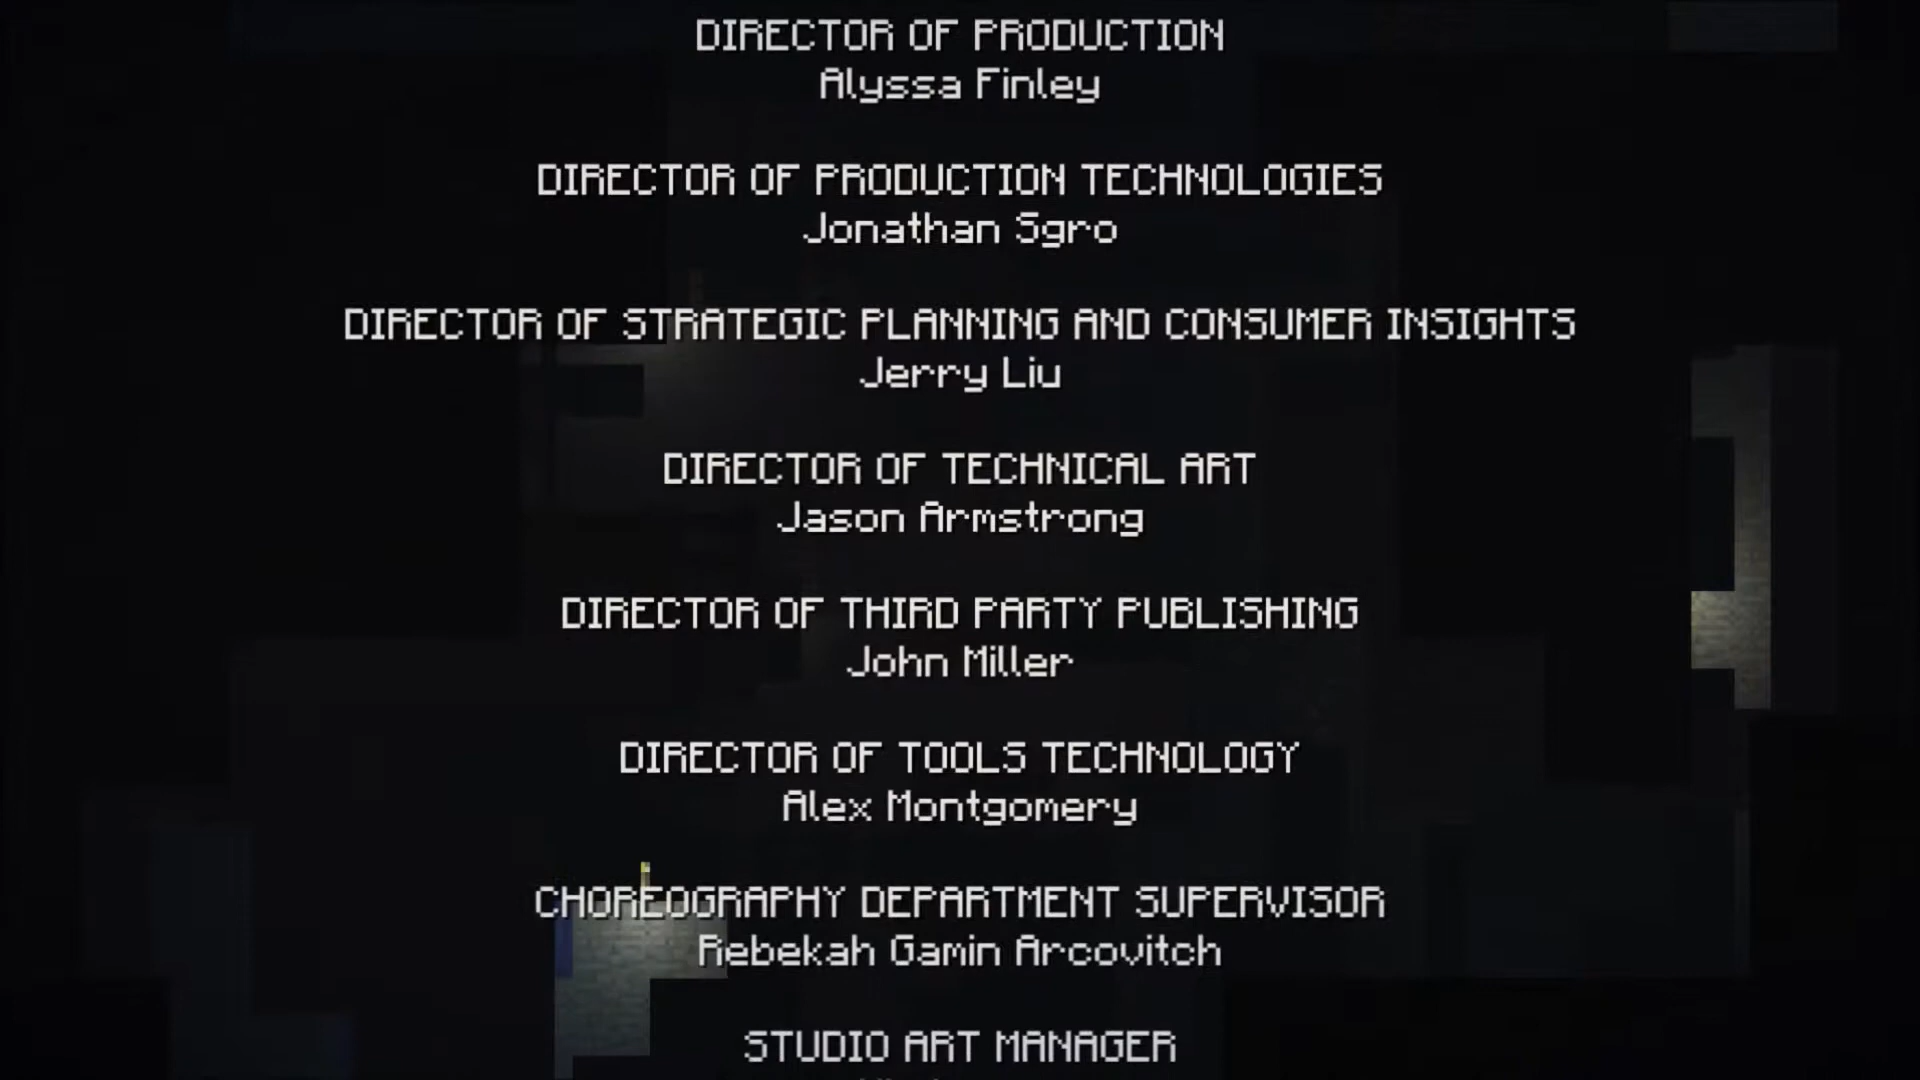 DIRECTOR OF PRODUCTION
Alyssa Finley
DIRECTOR OF PRODUCTION TECHNOLOGIES
Jonathan Sgro
DIRECTOR OF STRATEGIC PLANNING AND CONSUMER INSIGHTS
Jerry Liu
DIRECTOR OF TECHNICAL ART
Jason Armstrong
DIRECTOR OF THIRD PARTY PUBLISHING
John Miller
DIRECTOR OF TOOLS TECHNOLOGY
Alex Montgomery
CHOREOGRAPHY DEPARTMENT SUPERVISOR
Rebekah Gamin Arcovitch
STUDIO ART MANAGER